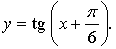 y = tg(x + π/6).